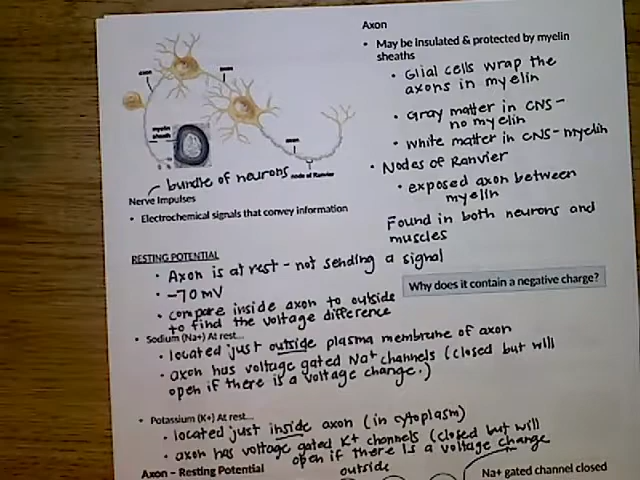 Axon
• May be insulated & protected by myelin
sheaths
• Glial cells wrap the
axons in myelin
• Gray matter in CNS-
no myelin
• White matter in CNS-myelin
• Nodes of Ranvier
• exposed axon between
myelin
Found in both neurons and
muscles
axon
myelin
sheath
axon
node of Ranvier
bundle of neurons
Nerve Impulses
• Electrochemical signals that convey information
RESTING POTENTIAL
• Axon is at rest - not sending a signal
• -70 mV
• compare inside axon to outside
to find the voltage difference
Why does it contain a negative charge?
• Sodium (Na+) At rest...
• located just outside plasma membrane of axon
• axon has voltage gated Na+ channels (closed but will
open if there is a voltage change.)
• Potassium (K+) At rest...
• located just inside axon (in cytoplasm)
• axon has voltage gated K+ channels (closed but will
open if there is a voltage change
Axon – Resting Potential
outside
Na+ gated channel closed